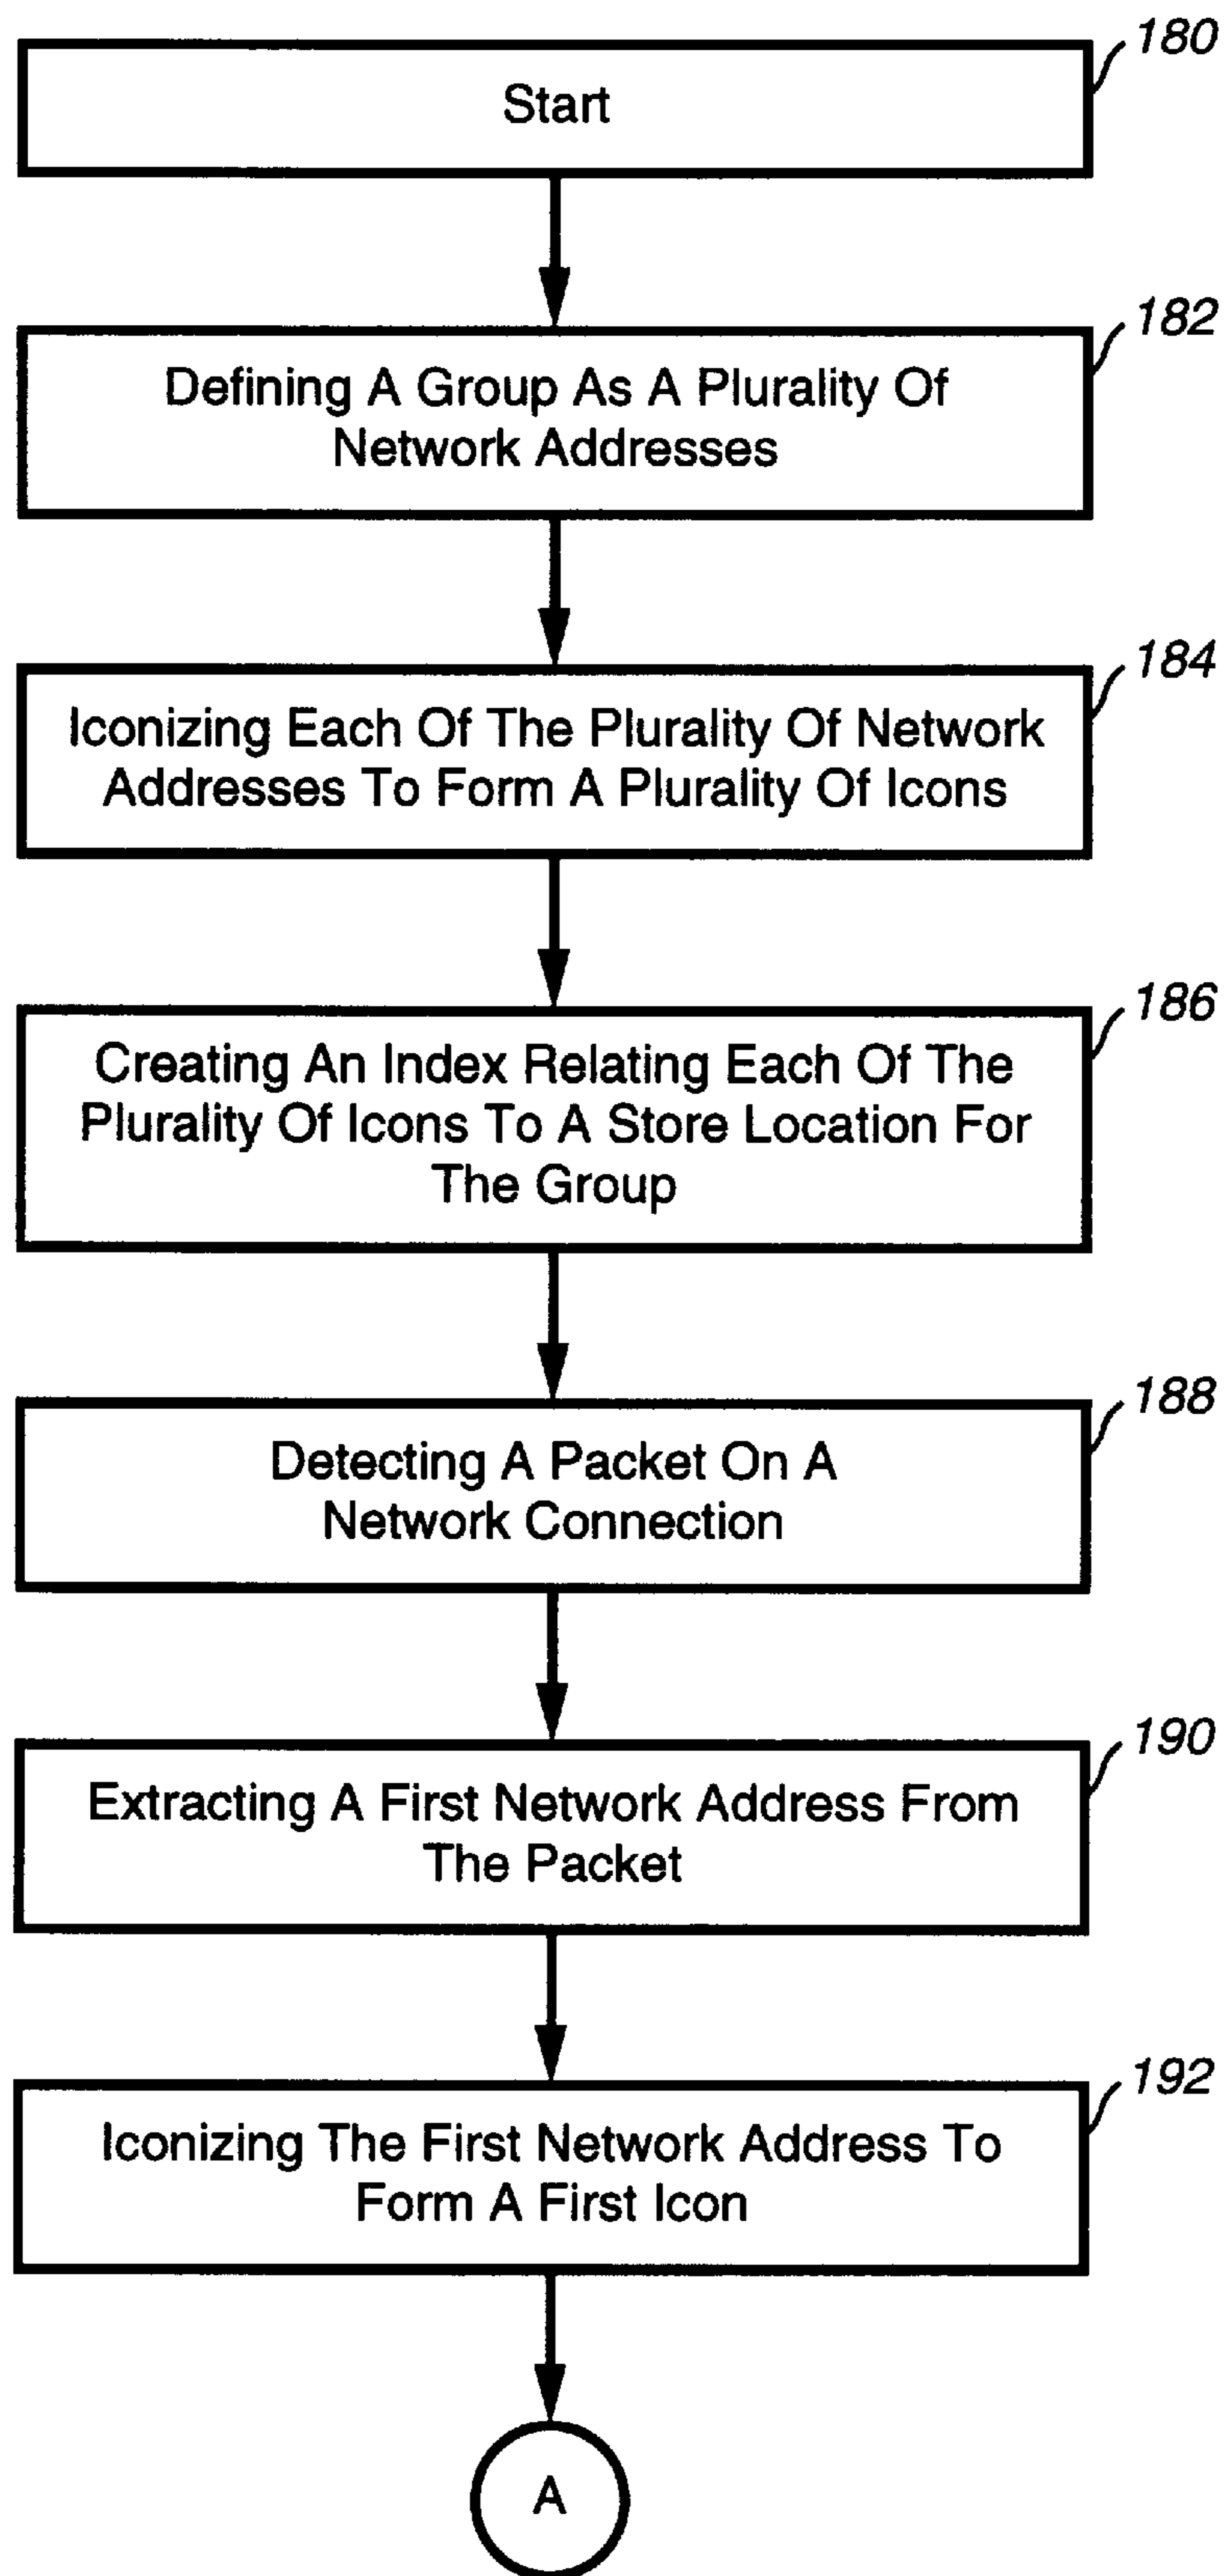 180
Start
182
Defining A Group As A Plurality Of
Network Addresses
184
Iconizing Each Of The Plurality Of Network
Addresses To Form A Plurality Of Icons
186
Creating An Index Relating Each Of The
Plurality Of Icons To A Store Location For
The Group
188
Detecting A Packet On A
Network Connection
190
Extracting A First Network Address From
The Packet
192
Iconizing The First Network Address To
Form A First Icon
A